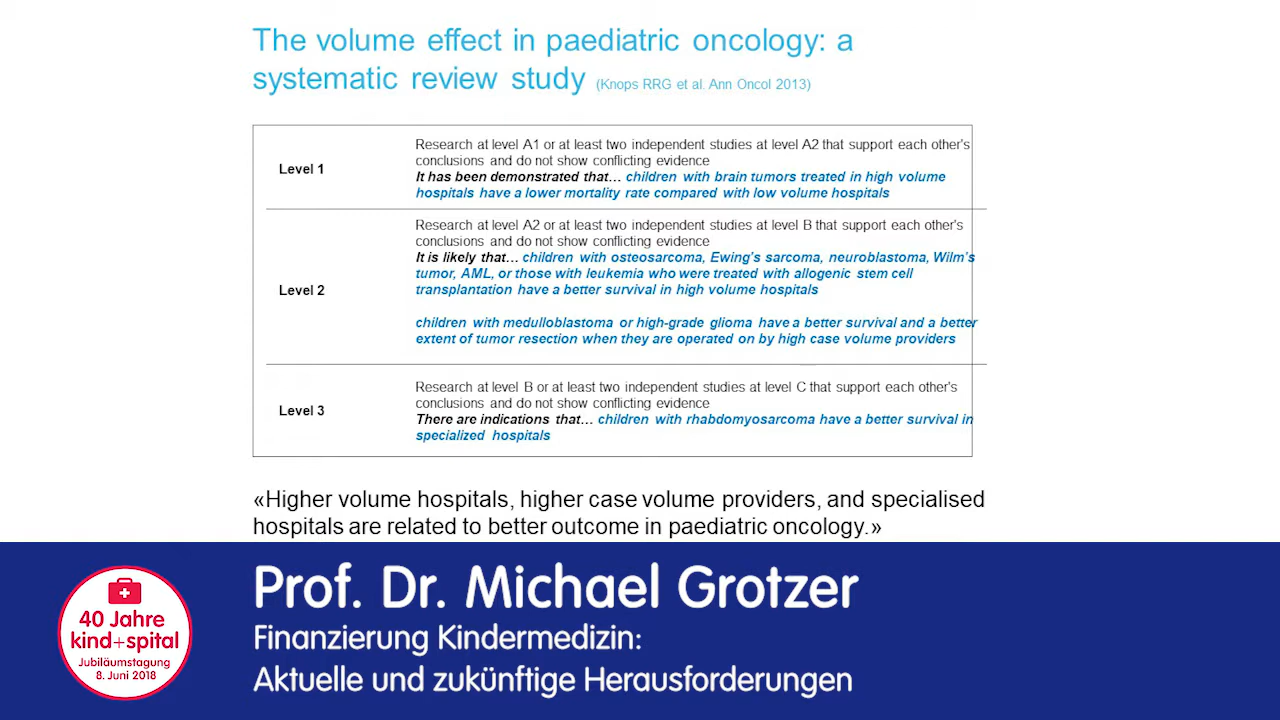 The volume effect in paediatric oncology: a
systematic review study (Knops RRG et al. Ann Oncol 2013)
Level 1
Research at level A1 or at least two independent studies at level A2 that support each other's
conclusions and do not show conflicting evidence
It has been demonstrated that... children with brain tumors treated in high volume
hospitals have a lower mortality rate compared with low volume hospitals
Level 2
Research at level A2 or at least two independent studies at level B that support each other's
conclusions and do not show conflicting evidence
It is likely that... children with osteosarcoma, Ewing's sarcoma, neuroblastoma, Wilm's
tumor, AML, or those with leukemia who were treated with allogenic stem cell
transplantation have a better survival in high volume hospitals
children with medulloblastoma or high-grade glioma have a better survival and a better
extent of tumor resection when they are operated on by high case volume providers
Level 3
Research at level B or at least two independent studies at level C that support each other's
conclusions and do not show conflicting evidence
There are indications that... children with rhabdomyosarcoma have a better survival in
specialized hospitals
«Higher volume hospitals, higher case volume providers, and specialised
hospitals are related to better outcome in paediatric oncology.»
40 Jahre
kind+spital
Jubiläumstagung
8. Juni 2018
Prof. Dr. Michael Grotzer
Finanzierung Kindermedizin:
Aktuelle und zukünftige Herausforderungen